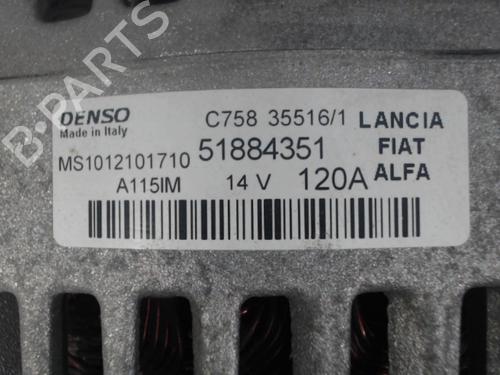 DENSO C758 35516/1 LANCIA
Made in Italy FIAT
MS1012101710 51884351 ALFA
A115IM 14 V 120A
B-PARTS